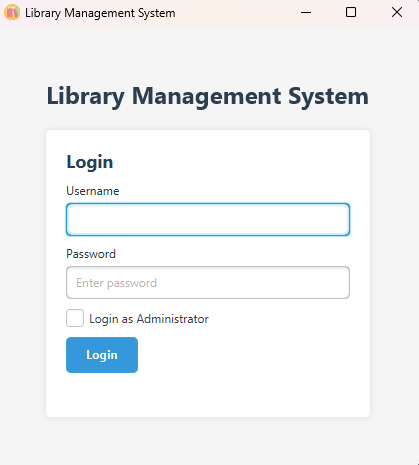 Library Management System
Library Management System
Login
Username
Password
Enter password
Login as Administrator
Login